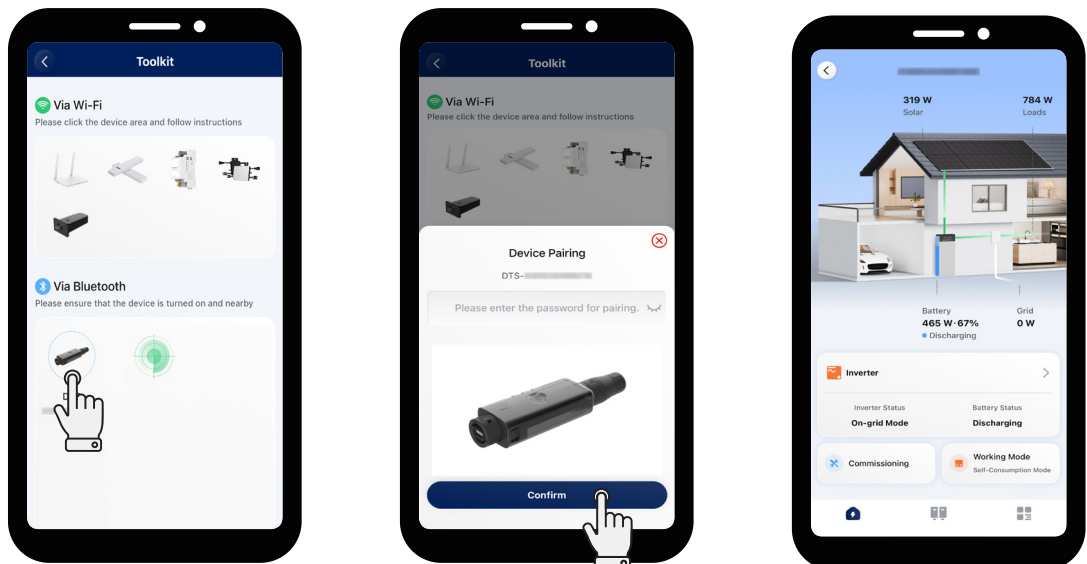 Toolkit
Via Wi-Fi
Please click the device area and follow instructions
Via Bluetooth
Please ensure that the device is turned on and nearby
Toolkit
Via Wi-Fi
Please click the device area and follow instructions
Device Pairing
DTS-
Please enter the password for pairing.
Confirm
319 W 784 W
Solar Loads
Battery Grid
465 W·67% 0 W
Discharging
Inverter
Inverter Status Battery Status
On-grid Mode Discharging
Commissioning
Working Mode
Self-Consumption Mode